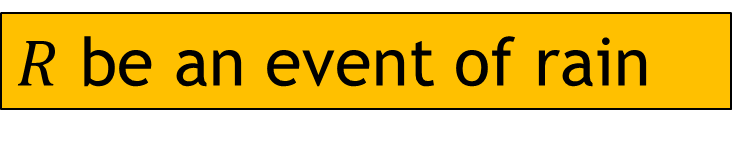 R be an event of rain